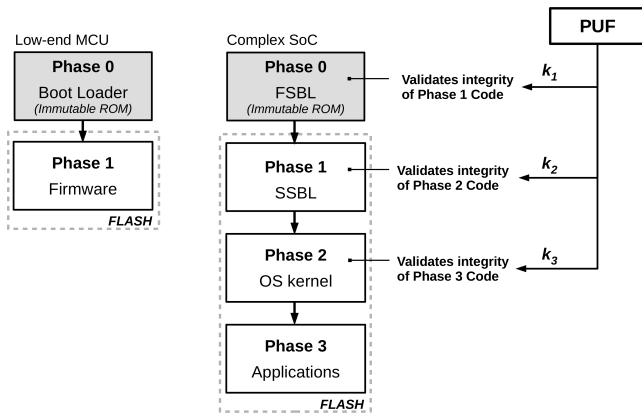 PUF
Low-end MCU
Phase 0
Boot Loader
(Immutable ROM)
Phase 1
Firmware
FLASH
Complex SoC
Phase 0
FSBL
(Immutable ROM)
Phase 1
SSBL
Phase 2
OS kernel
Phase 3
Applications
FLASH
Validates integrity
of Phase 1 Code
k1
Validates integrity
of Phase 2 Code
k2
Validates integrity
of Phase 3 Code
k3